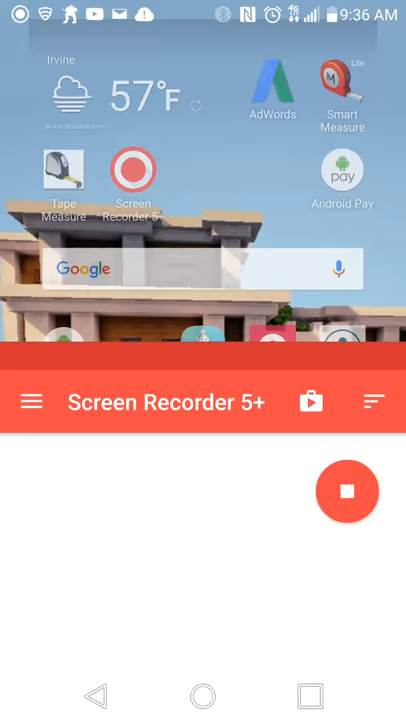 9:36 AM
Irvine
57°F
Lite
AdWords
Smart
Measure
pay
Tape
Measure
Screen
Recorder 5+
Android Pay
Google
Screen Recorder 5+